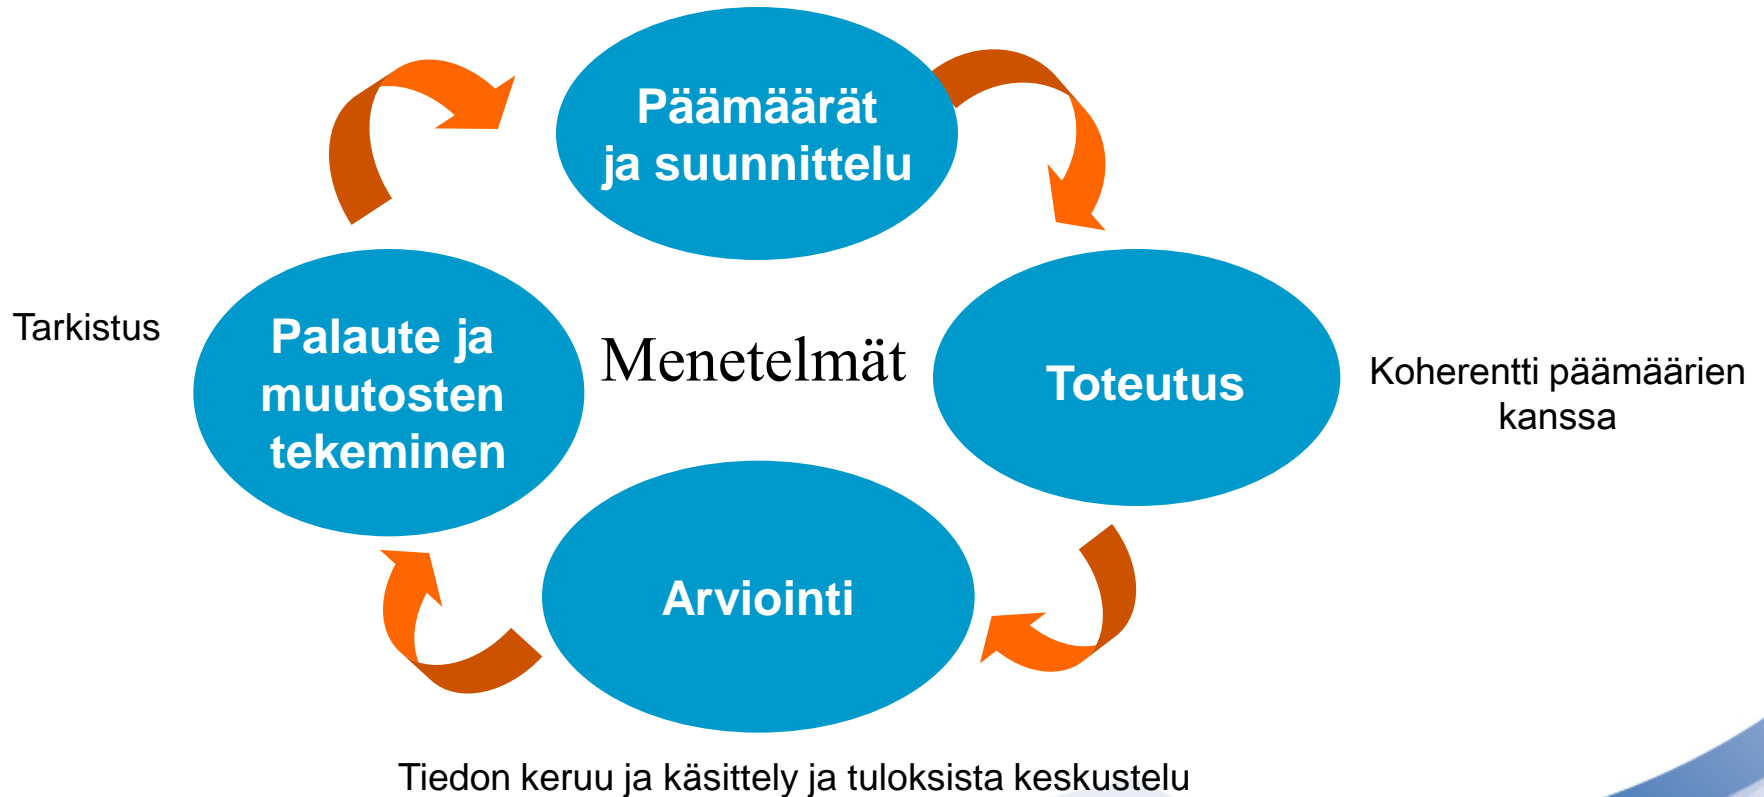 Päämäärät
ja suunnittelu
Tarkistus
Palaute ja
muutosten
tekeminen
Menetelmät
Toteutus
Koherentti päämäärien
kanssa
Arviointi
Tiedon keruu ja käsittely ja tuloksista keskustelu